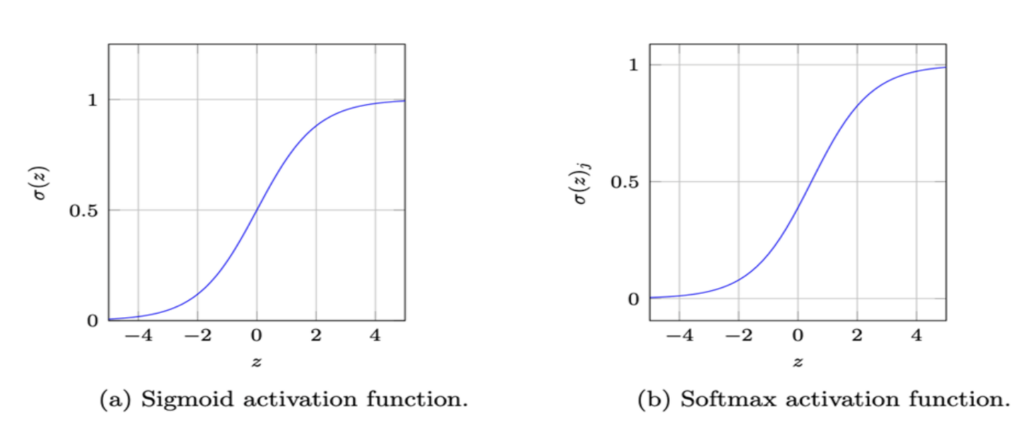 1
0.5
0
σ(z)
−4 −2 0 2 4
z
(a) Sigmoid activation function.
1
0.5
0
σ(z)j
−4 −2 0 2 4
z
(b) Softmax activation function.